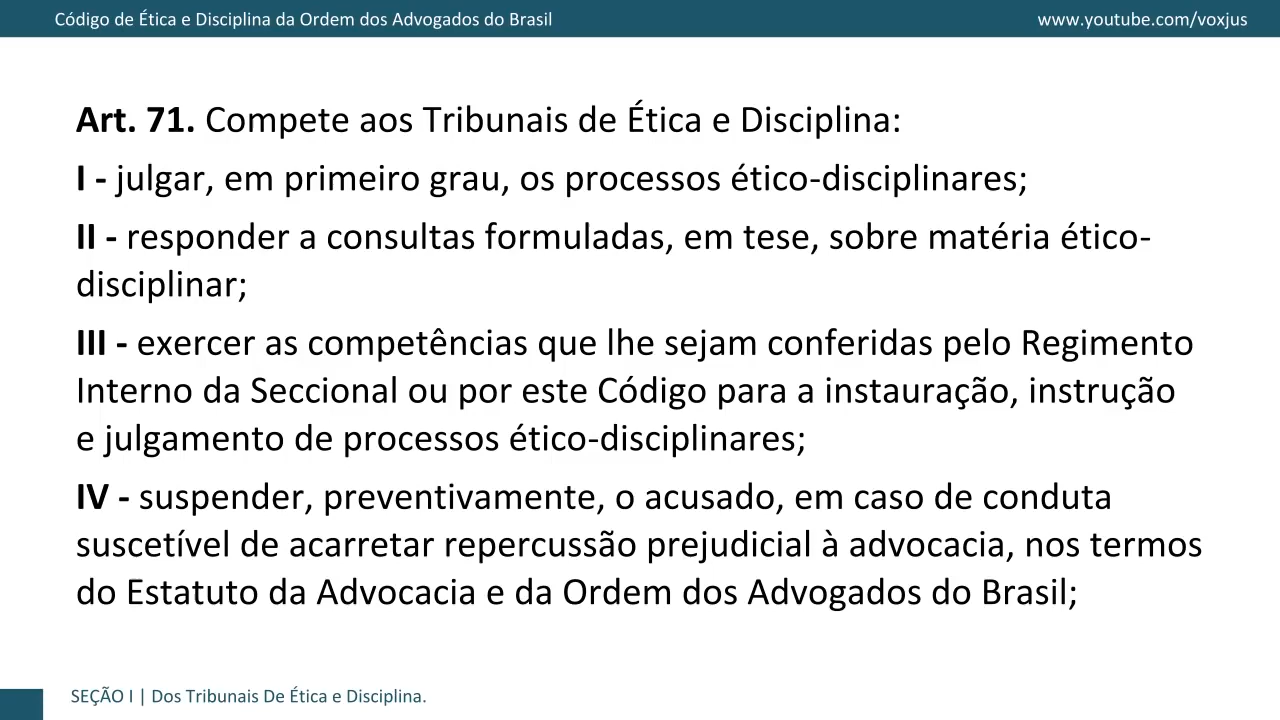 Código de Ética e Disciplina da Ordem dos Advogados do Brasil
www.youtube.com/voxjus
Art. 71. Compete aos Tribunais de Ética e Disciplina:
I - julgar, em primeiro grau, os processos ético-disciplinares;
II - responder a consultas formuladas, em tese, sobre matéria ético-
disciplinar;
III - exercer as competências que lhe sejam conferidas pelo Regimento
Interno da Seccional ou por este Código para a instauração, instrução
e julgamento de processos ético-disciplinares;
IV - suspender, preventivamente, o acusado, em caso de conduta
suscetível de acarretar repercussão prejudicial à advocacia, nos termos
do Estatuto da Advocacia e da Ordem dos Advogados do Brasil;
SEÇÃO I | Dos Tribunais De Ética e Disciplina.